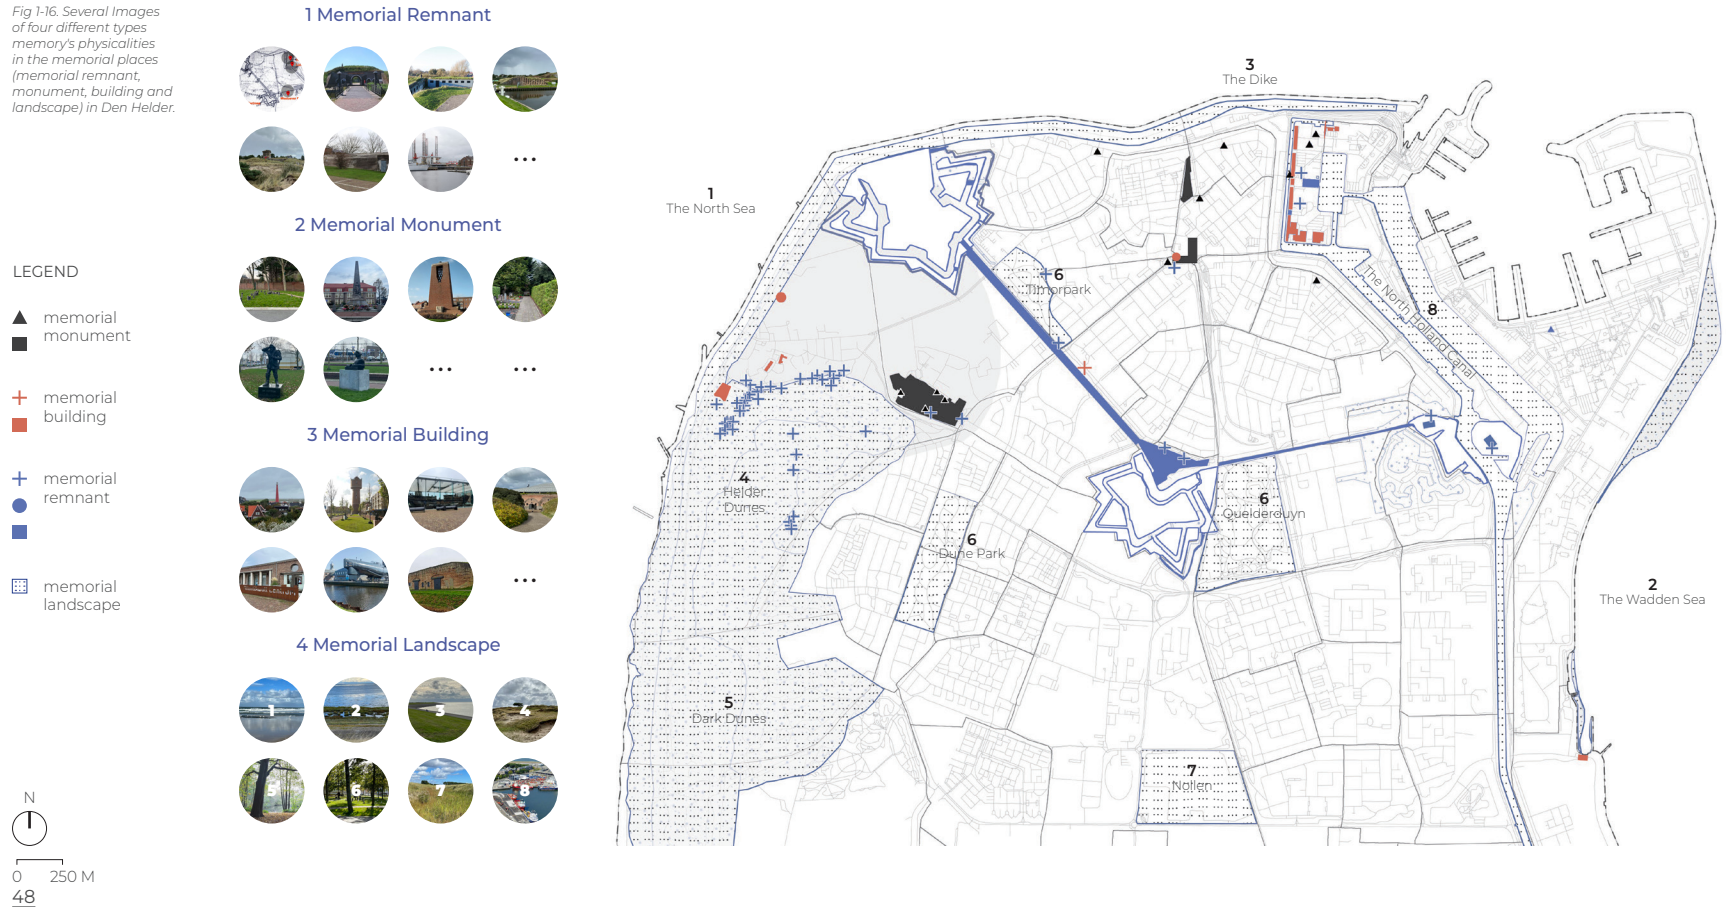 Fig 1-16. Several Images
of four different types
memory's physicalities
in the memorial places
(memorial remnant,
monument, building and
landscape) in Den Helder.
1 Memorial Remnant
...
2 Memorial Monument
...
...
3 Memorial Building
...
4 Memorial Landscape
1
2
3
4
5
6
7
8
LEGEND
memorial
monument
memorial
building
memorial
remnant
memorial
landscape
N
0 250 M
48
3
The Dike
1
The North Sea
6
Timorpark
8
The North Holland Canal
4
Helder
Dunes
6
Quelderduyn
6
Dune Park
2
The Wadden Sea
5
Dark Dunes
7
Nollen